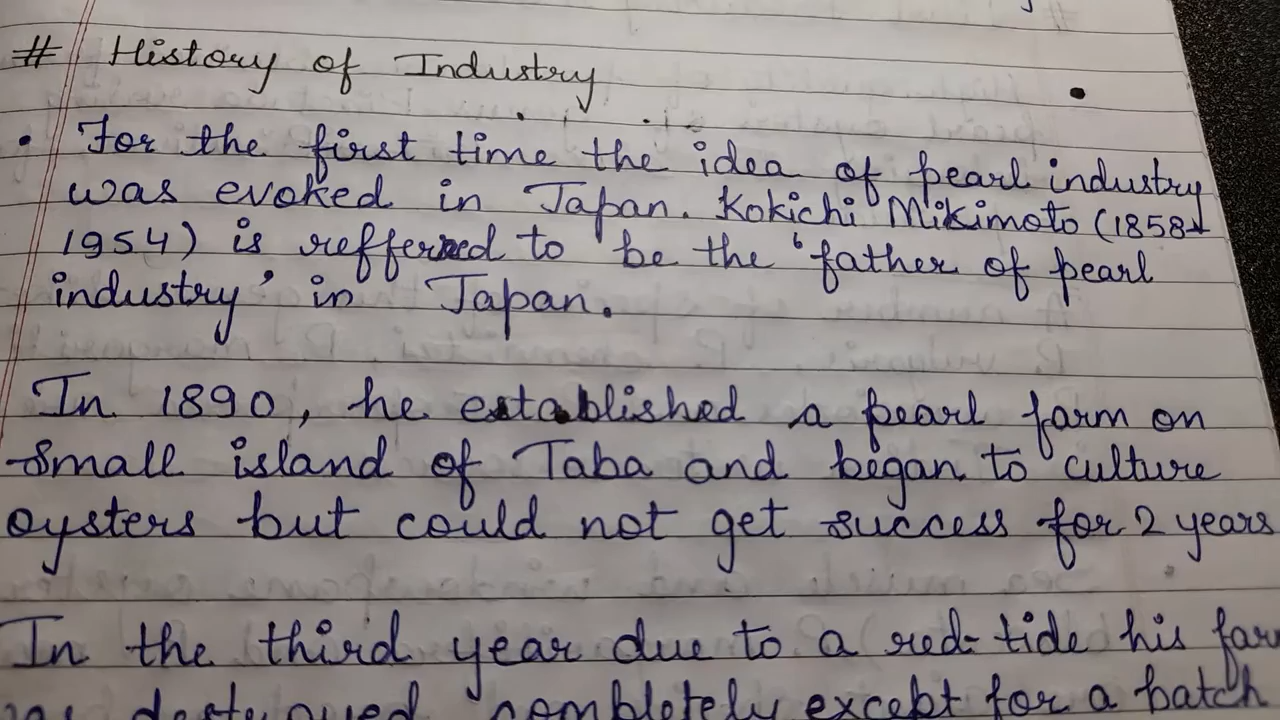 # History of Industry
• For the first time the idea of pearl industry
was evoked in Japan. Kokichi Mikimoto (1858-
1954) is refferred to be the 'father of pearl
industry' in Japan.
In 1890, he established a pearl farm on
small island of Taba and began to culture
oysters but could not get success for 2 years
In the third year due to a red-tide his
completely except for a batch